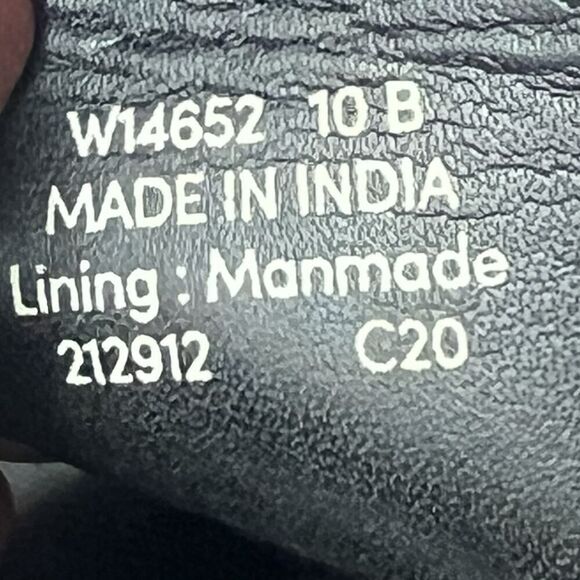 W14652 10 B
MADE IN INDIA
Lining : Manmade
212912 C20